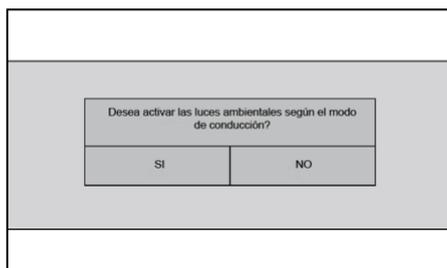 Desea activar las luces ambientales según el modo
de conducción?
SI
NO